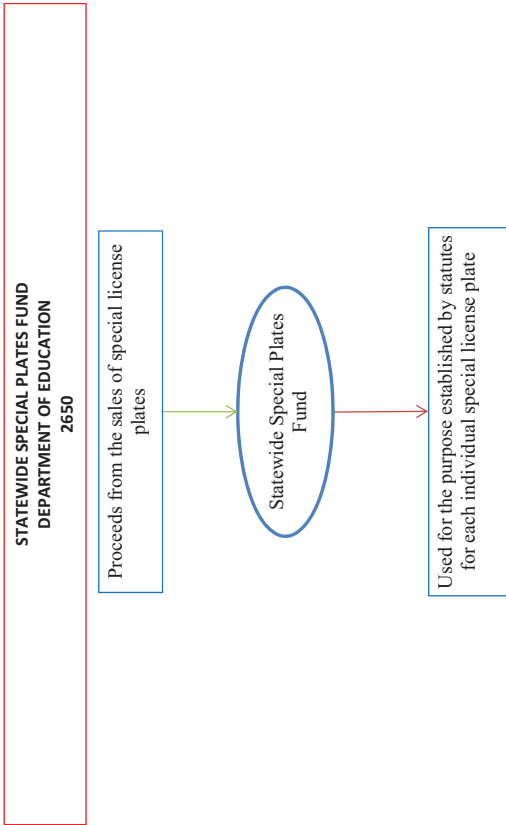 STATEWIDE SPECIAL PLATES FUND
DEPARTMENT OF EDUCATION
2650
Proceeds from the sales of special license
plates
Statewide Special Plates
Fund
Used for the purpose established by statutes
for each individual special license plate